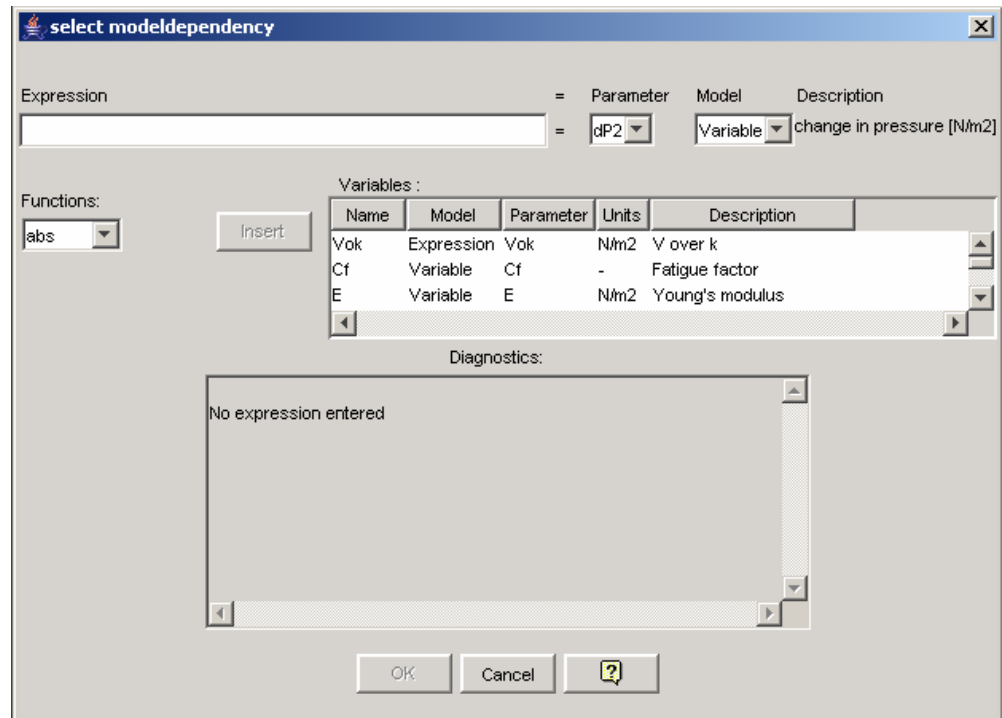 select modeldependency
Expression = Parameter Model Description
= dP2 Variable change in pressure [N/m2]
Functions:
abs
Insert
Variables :
Name Model Parameter Units Description
Vok Expression Vok N/m2 V over k
Cf Variable Cf - Fatigue factor
E Variable E N/m2 Young's modulus
Diagnostics:
No expression entered
OK Cancel ?